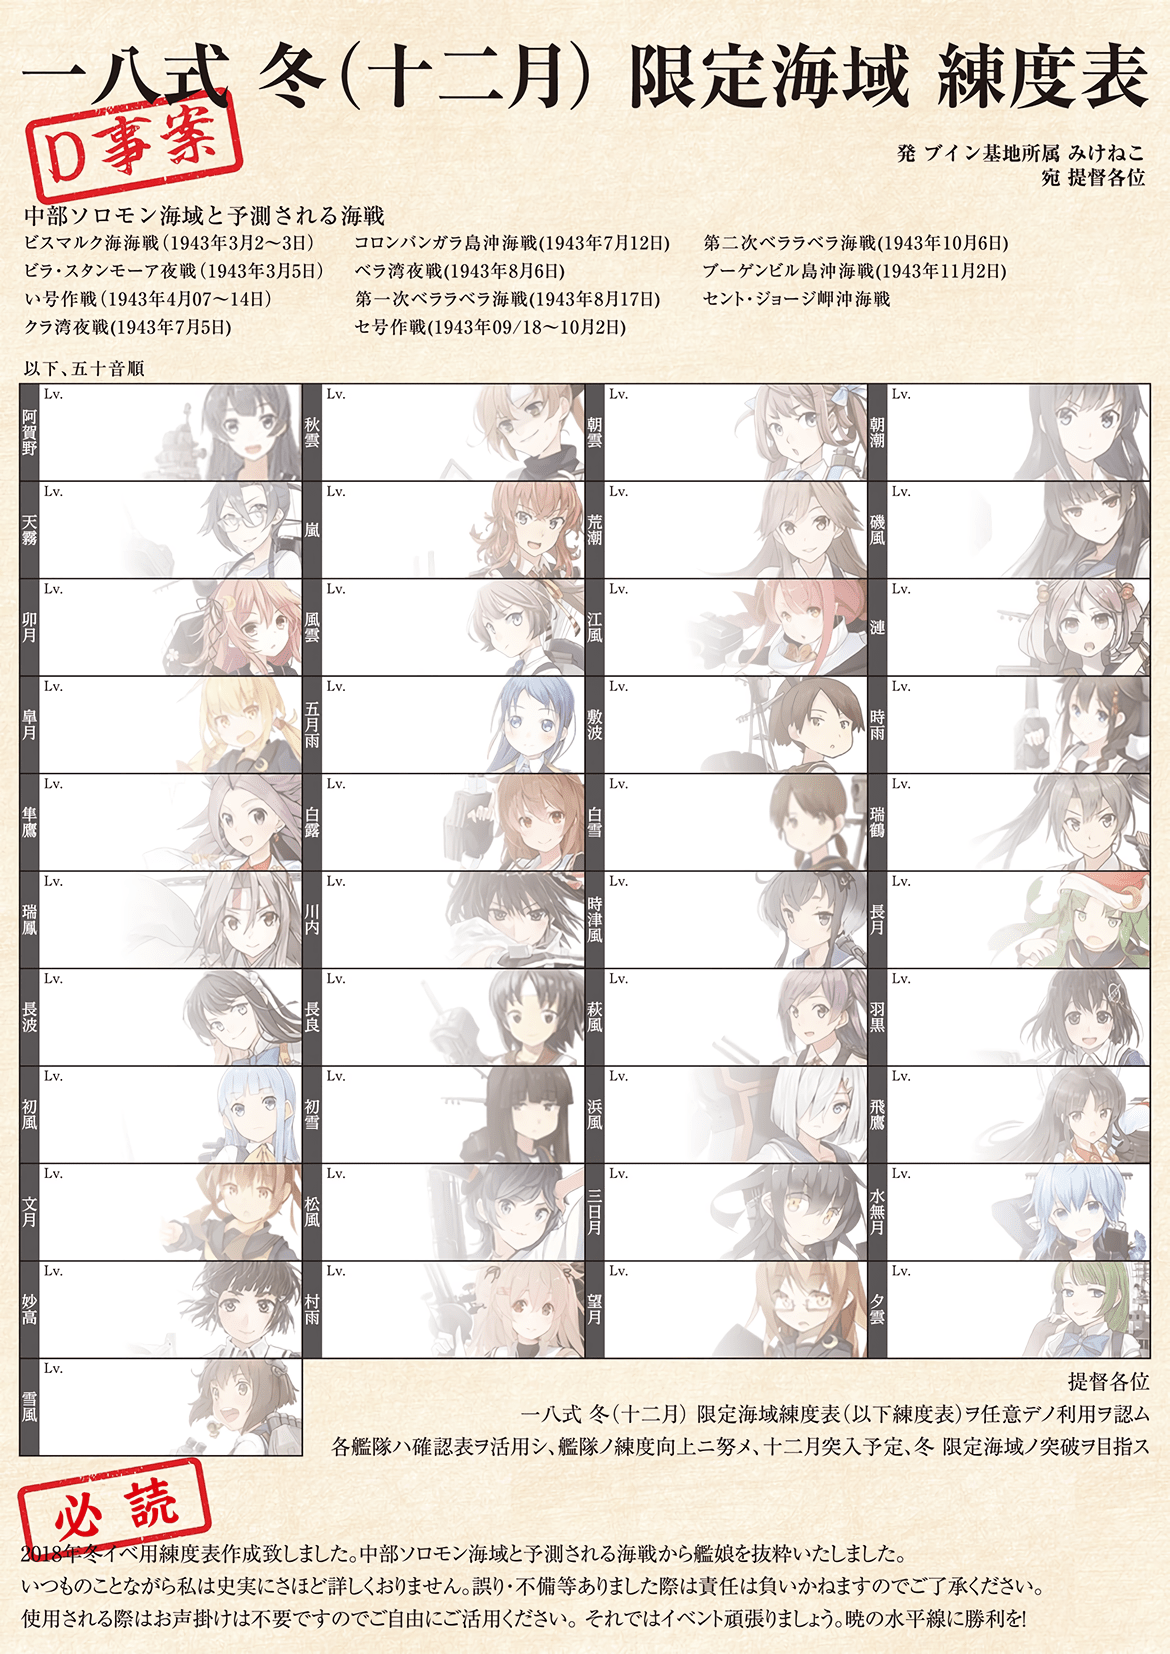 一八式 冬（十二月） 限定海域 練度表
D事案
発 ブイン基地所属 みけねこ
宛 提督各位
中部ソロモン海域と予測される海戦
ビスマルク海海戦（1943年3月2〜3日）
コロンバンガラ島沖海戦(1943年7月12日)
第二次ベララベラ海戦(1943年10月6日)
ビラ・スタンモーア夜戦（1943年3月5日）
ベラ湾夜戦(1943年8月6日)
ブーゲンビル島沖海戦(1943年11月2日)
い号作戦（1943年4月07〜14日）
第一次ベララベラ海戦(1943年8月17日)
セント・ジョージ岬沖海戦
クラ湾夜戦(1943年7月5日)
セ号作戦(1943年09/18〜10月2日)
以下、五十音順
阿賀野 Lv.
秋雲 Lv.
朝雲 Lv.
朝潮 Lv.
天霧 Lv.
嵐 Lv.
荒潮 Lv.
磯風 Lv.
卯月 Lv.
風雲 Lv.
江風 Lv.
漣 Lv.
皐月 Lv.
五月雨 Lv.
敷波 Lv.
時雨 Lv.
隼鷹 Lv.
白露 Lv.
白雪 Lv.
瑞鶴 Lv.
瑞鳳 Lv.
川内 Lv.
時津風 Lv.
長月 Lv.
長波 Lv.
長良 Lv.
萩風 Lv.
羽黒 Lv.
初風 Lv.
初雪 Lv.
浜風 Lv.
飛鷹 Lv.
文月 Lv.
松風 Lv.
三日月 Lv.
水無月 Lv.
妙高 Lv.
村雨 Lv.
望月 Lv.
夕雲 Lv.
雪風 Lv.
提督各位
一八式 冬（十二月） 限定海域練度表（以下練度表）ヲ任意デノ利用ヲ認ム
各艦隊ハ確認表ヲ活用シ、艦隊ノ練度向上ニ努メ、十二月突入予定、冬 限定海域ノ突破ヲ目指ス
必読
2018年冬イベ用練度表作成致しました。中部ソロモン海域と予測される海戦から艦娘を抜粋いたしました。
いつものことながら私は史実にさほど詳しくおりません。誤り・不備等ありました際は責任は負いかねますのでご了承ください。
使用される際はお声掛けは不要ですのでご自由にご活用ください。 それではイベント頑張りましょう。暁の水平線に勝利を!